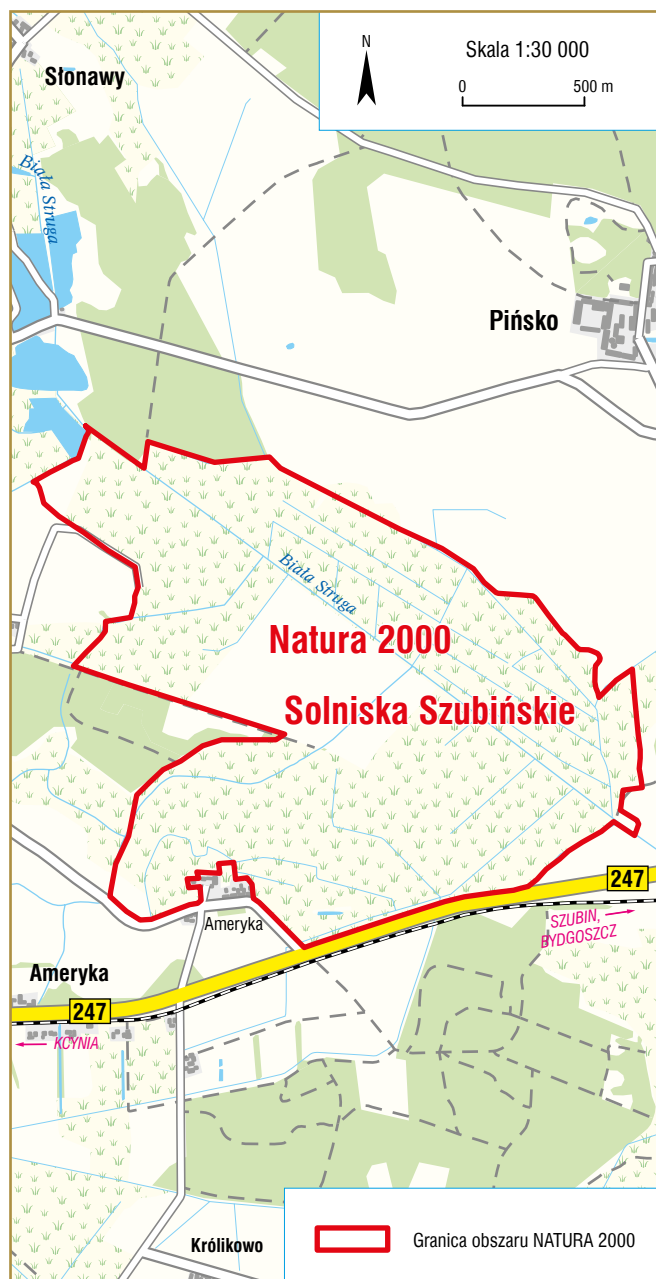 N
Skala 1:30 000
0
500 m
Słonawy
Biała Struga
Pińsko
Biała Struga
Natura 2000
Solniska Szubińskie
247
SZUBIN,
BYDGOSZCZ
Ameryka
Ameryka
247
KCYNIA
Królikowo
Granica obszaru NATURA 2000